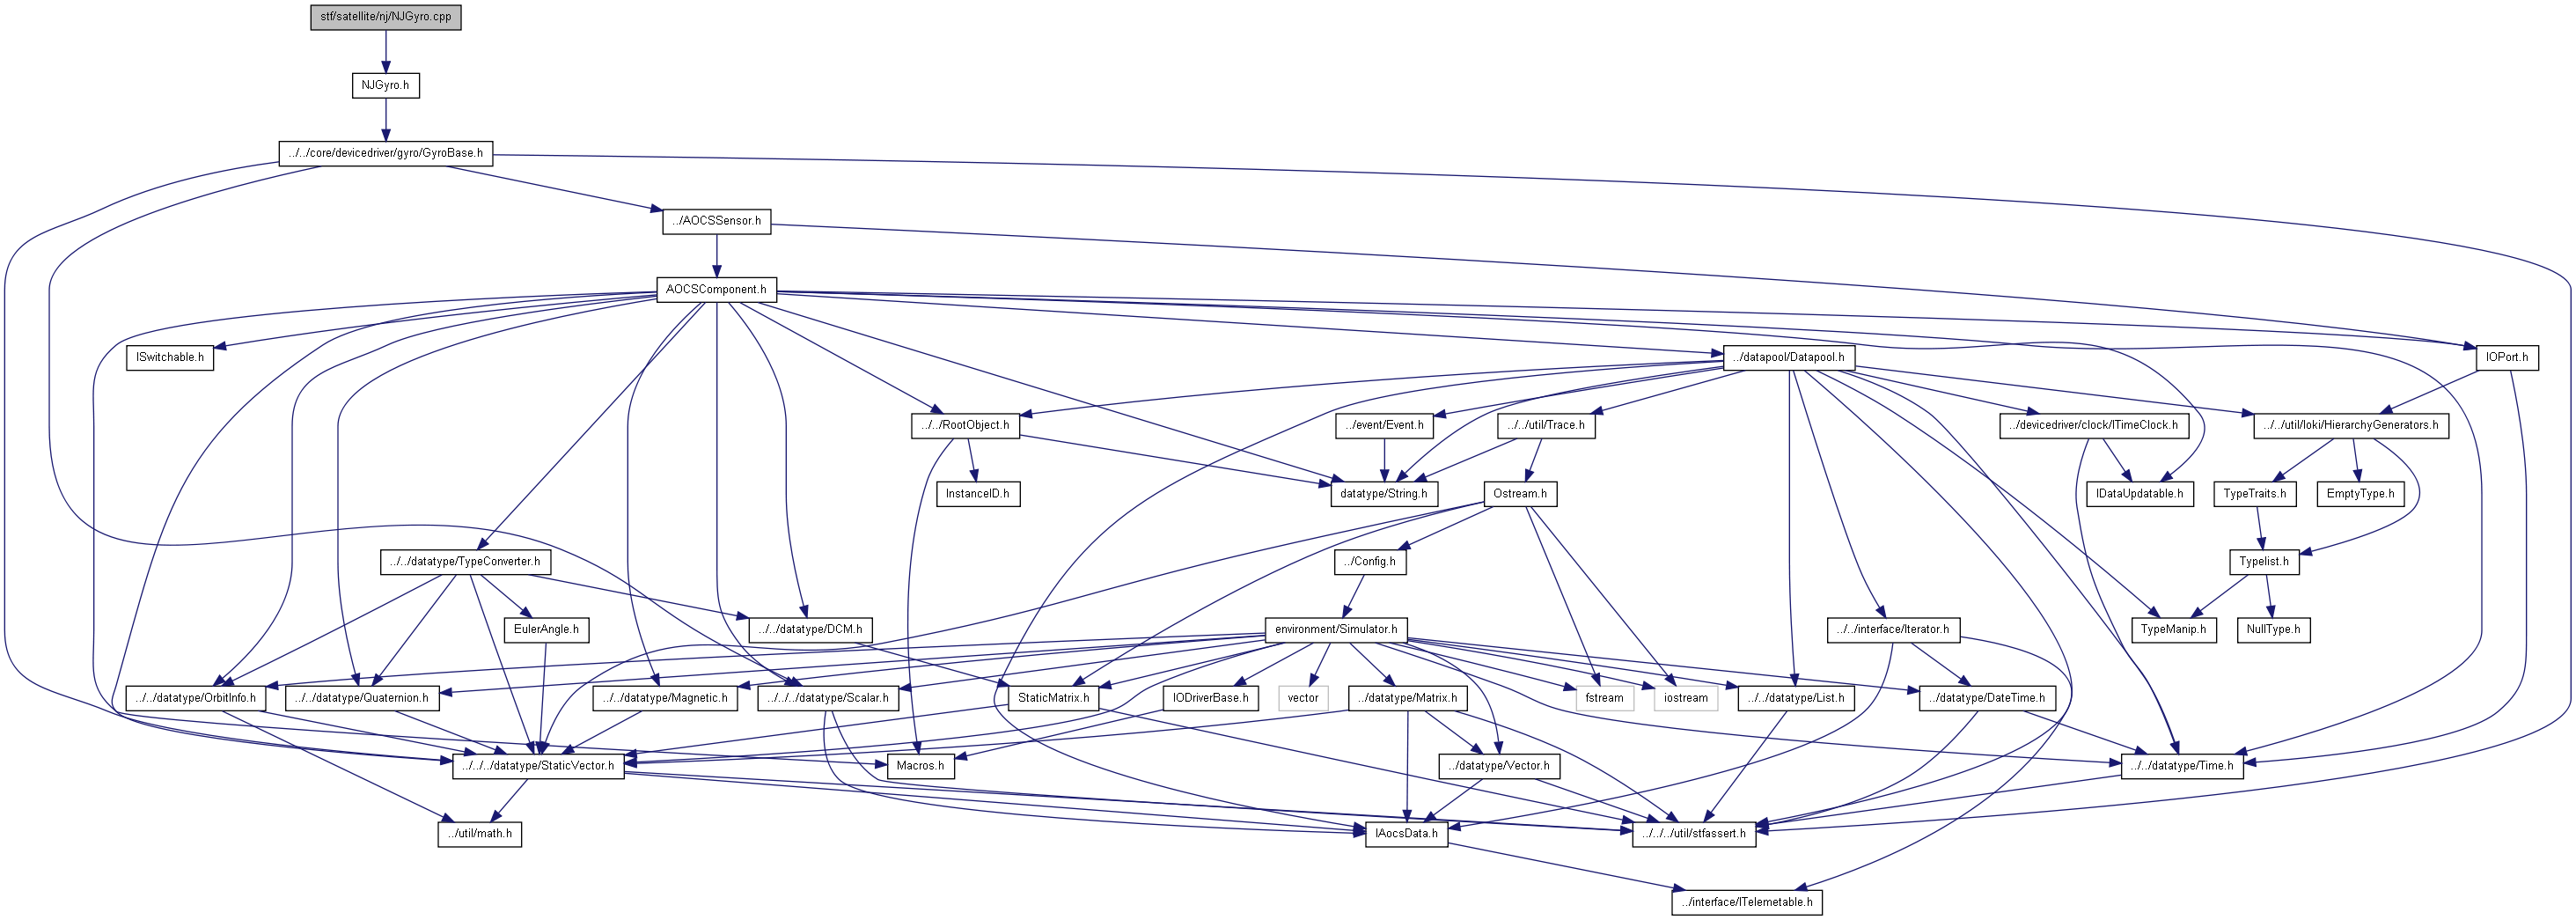 stf/satellite/nj/NJGyro.cpp
NJGyro.h
../../core/devicedriver/gyro/GyroBase.h
../AOCSSensor.h
AOCSComponent.h
ISwitchable.h
../datapool/Datapool.h
IOPort.h
../../RootObject.h
../event/Event.h
../../util/Trace.h
../devicedriver/clock/ITimeClock.h
../../util/loki/HierarchyGenerators.h
InstanceID.h
datatype/String.h
Ostream.h
IDataUpdatable.h
TypeTraits.h
EmptyType.h
../../datatype/TypeConverter.h
../Config.h
Typelist.h
EulerAngle.h
../../datatype/DCM.h
environment/Simulator.h
../../interface/Iterator.h
TypeManip.h
NullType.h
../../datatype/OrbitInfo.h
../../datatype/Quaternion.h
../../datatype/Magnetic.h
../../../datatype/Scalar.h
StaticMatrix.h
IODriverBase.h
vector
../datatype/Matrix.h
fstream
iostream
../../datatype/List.h
../datatype/DateTime.h
../../../datatype/StaticVector.h
Macros.h
../datatype/Vector.h
../../datatype/Time.h
../util/math.h
IAocsData.h
../../../util/stfassert.h
../interface/ITelemetable.h